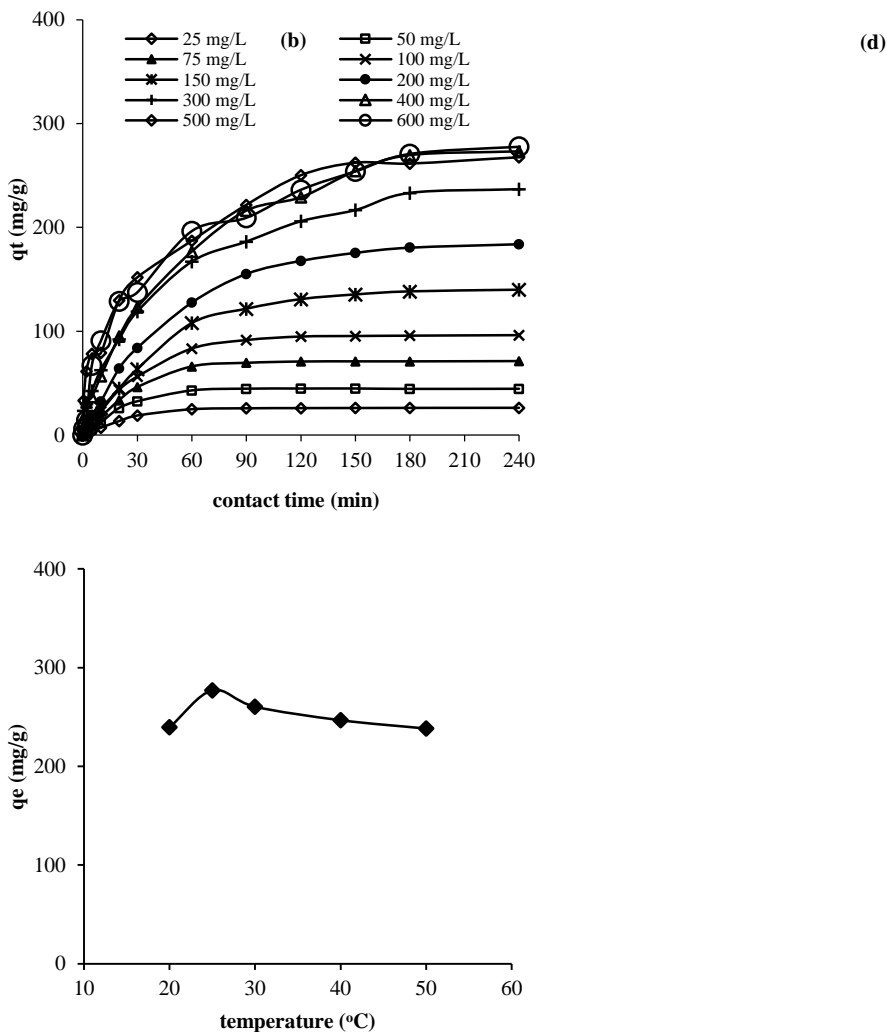 400
300
200
100
0
qt (mg/g)
25 mg/L
(b)
50 mg/L
75 mg/L
100 mg/L
150 mg/L
200 mg/L
300 mg/L
400 mg/L
500 mg/L
600 mg/L
0 30 60 90 120 150 180 210 240
contact time (min)
(d)
400
300
200
100
0
qe (mg/g)
10 20 30 40 50 60
temperature (oC)